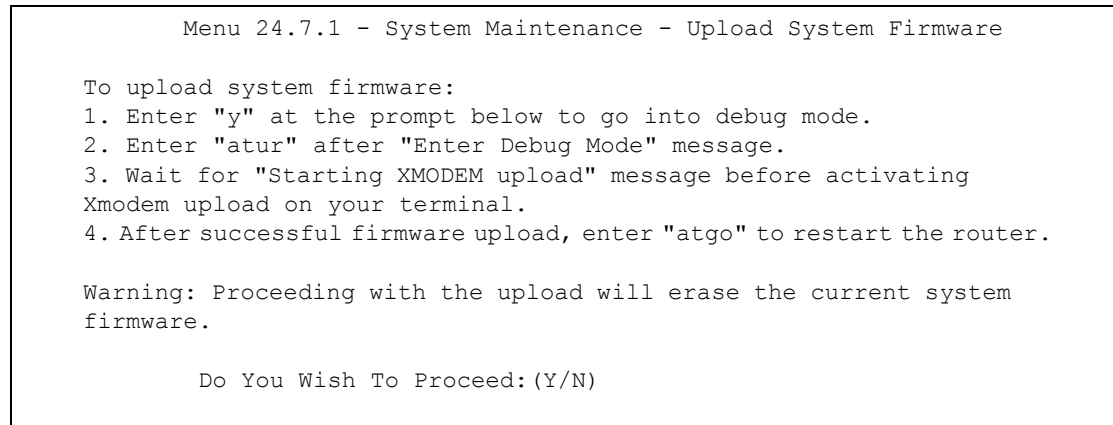 Menu 24.7.1 - System Maintenance - Upload System Firmware
To upload system firmware:
1. Enter "y" at the prompt below to go into debug mode.
2. Enter "atur" after "Enter Debug Mode" message.
3. Wait for "Starting XMODEM upload" message before activating
Xmodem upload on your terminal.
4. After successful firmware upload, enter "atgo" to restart the router.
Warning: Proceeding with the upload will erase the current system
firmware.
Do You Wish To Proceed:(Y/N)